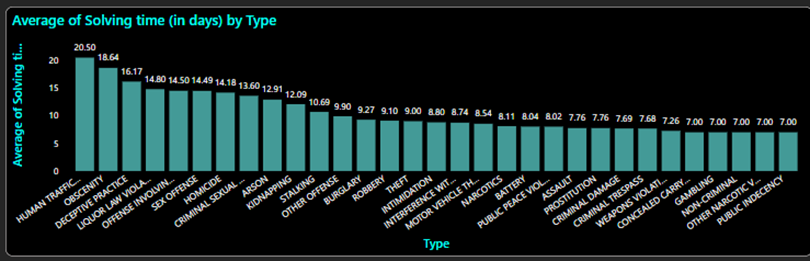 Average of Solving time (in days) by Type
Average of Solving ti...
20
15
10
5
0
20.50
18.64
16.17
14.80
14.50
14.49
14.18
13.60
12.91
12.09
10.69
9.90
9.27
9.10
9.00
8.80
8.74
8.54
8.11
8.04
8.02
7.76
7.76
7.69
7.68
7.26
7.00
7.00
7.00
7.00
7.00
HUMAN TRAFFIC...
OBSCENITY
DECEPTIVE PRACTICE
LIQUOR LAW VIOLA...
OFFENSE INVOLVIN...
SEX OFFENSE
HOMICIDE
CRIMINAL SEXUAL ...
ARSON
KIDNAPPING
STALKING
OTHER OFFENSE
BURGLARY
ROBBERY
THEFT
INTIMIDATION
INTERFERENCE WIT...
MOTOR VEHICLE TH...
NARCOTICS
BATTERY
PUBLIC PEACE VIOL...
ASSAULT
PROSTITUTION
CRIMINAL DAMAGE
CRIMINAL TRESPASS
WEAPONS VIOLATI...
CONCEALED CARRY...
GAMBLING
NON-CRIMINAL
OTHER NARCOTIC V...
PUBLIC INDECENCY
Type